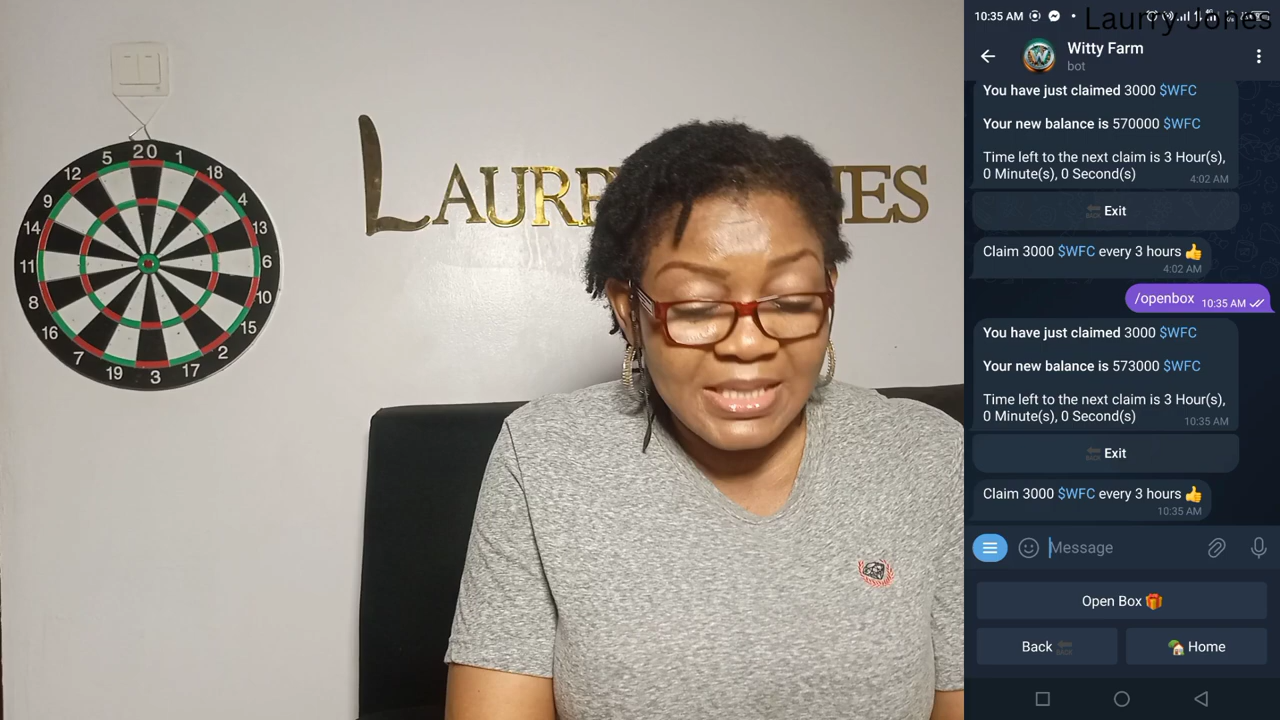 20
1
18
4
13
6
10
15
2
17
3
19
7
16
8
11
14
9
12
5
LAURR
NES
Laurry Jones
10:35 AM
Witty Farm
bot
You have just claimed 3000 $WFC
Your new balance is 570000 $WFC
Time left to the next claim is 3 Hour(s),
0 Minute(s), 0 Second(s)
4:02 AM
Exit
Claim 3000 $WFC every 3 hours
4:02 AM
/openbox 10:35 AM
You have just claimed 3000 $WFC
Your new balance is 573000 $WFC
Time left to the next claim is 3 Hour(s),
0 Minute(s), 0 Second(s)
10:35 AM
Exit
Claim 3000 $WFC every 3 hours
10:35 AM
Message
Open Box
Back
Home